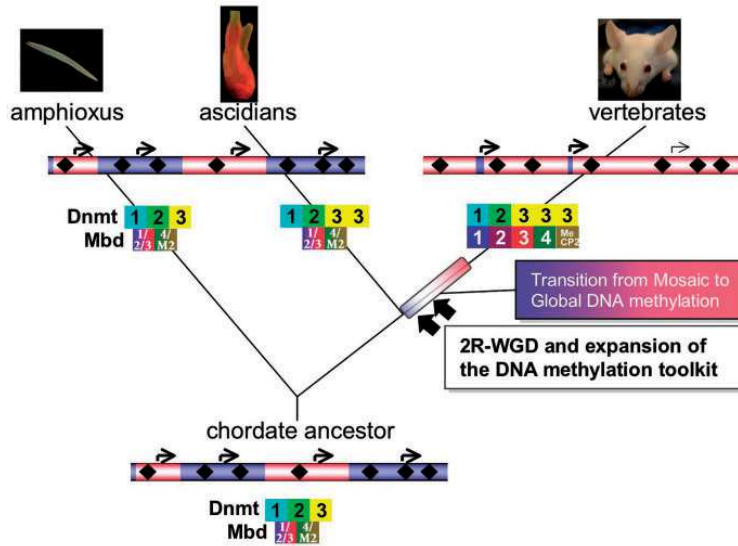 amphioxus
ascidians
vertebrates
Dnmt 1 2 3
Mbd 1/2/3 4/M2
1 2 3 3
1/2/3 4/M2
1 2 3 3 3
1 2 3 4 MeCP2
Transition from Mosaic to
Global DNA methylation
2R-WGD and expansion of
the DNA methylation toolkit
chordate ancestor
Dnmt 1 2 3
Mbd 1/2/3 4/M2